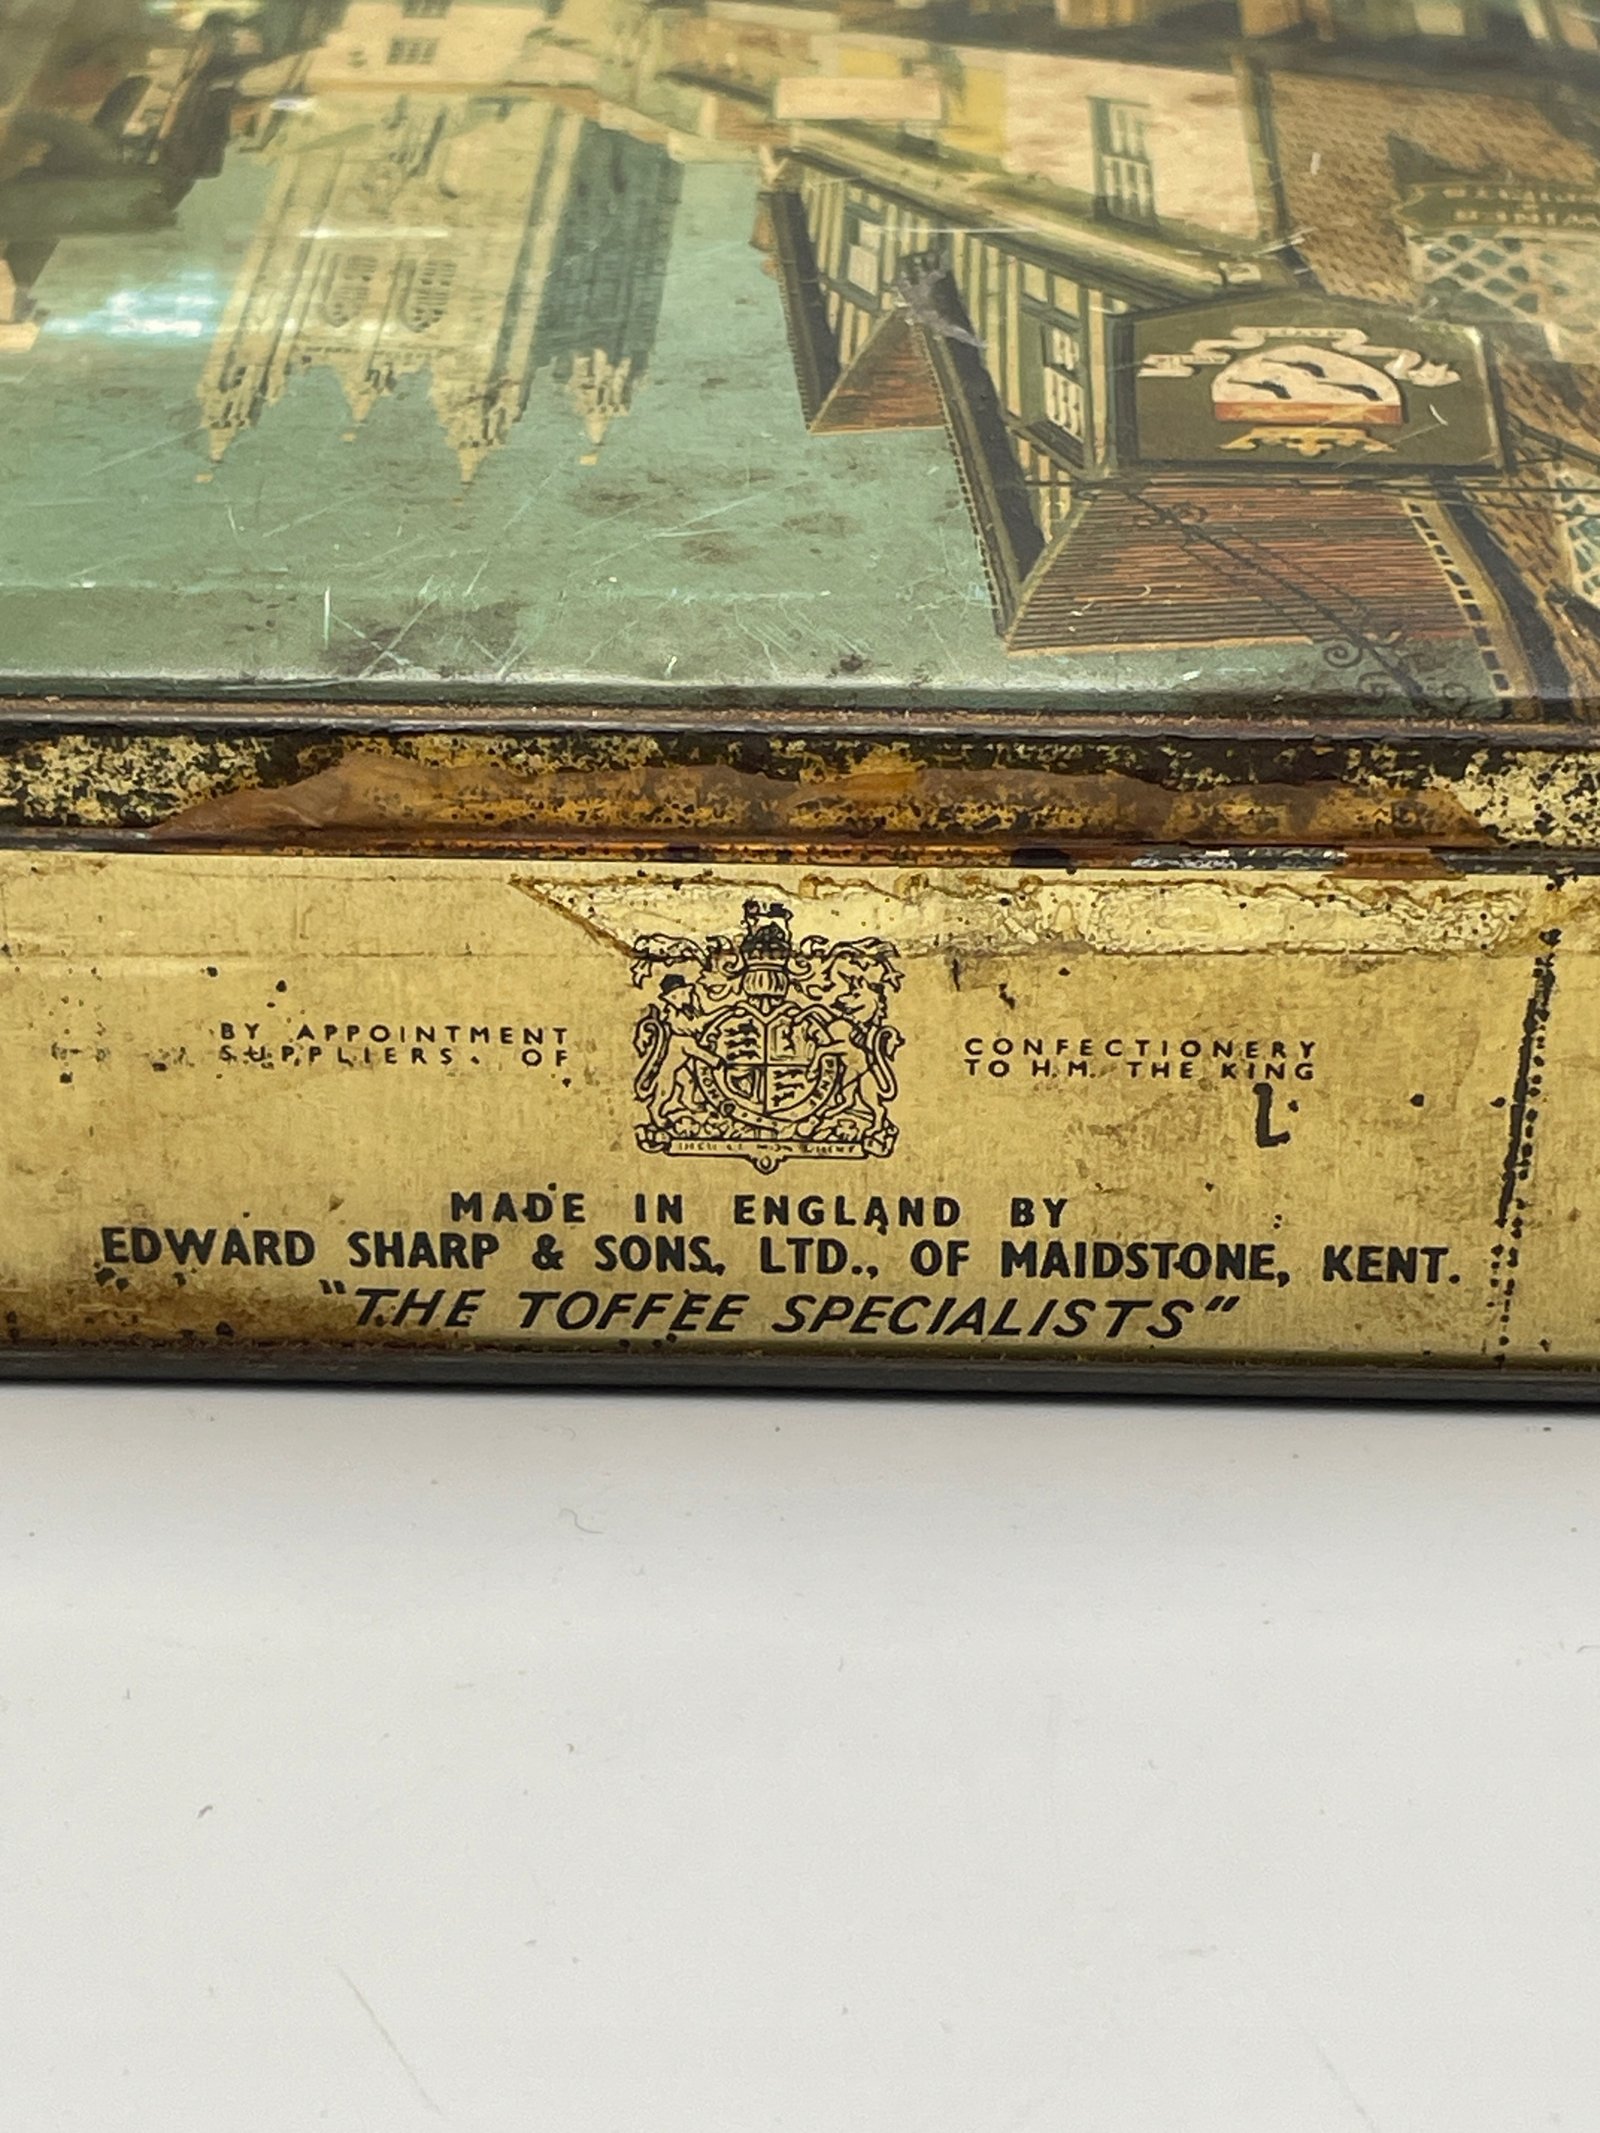 BY APPOINTMENT
SUPPLIERS OF
CONFECTIONERY
TO H.M. THE KING
MADE IN ENGLAND BY
EDWARD SHARP & SONS, LTD., OF MAIDSTONE, KENT.
"THE TOFFEE SPECIALISTS"